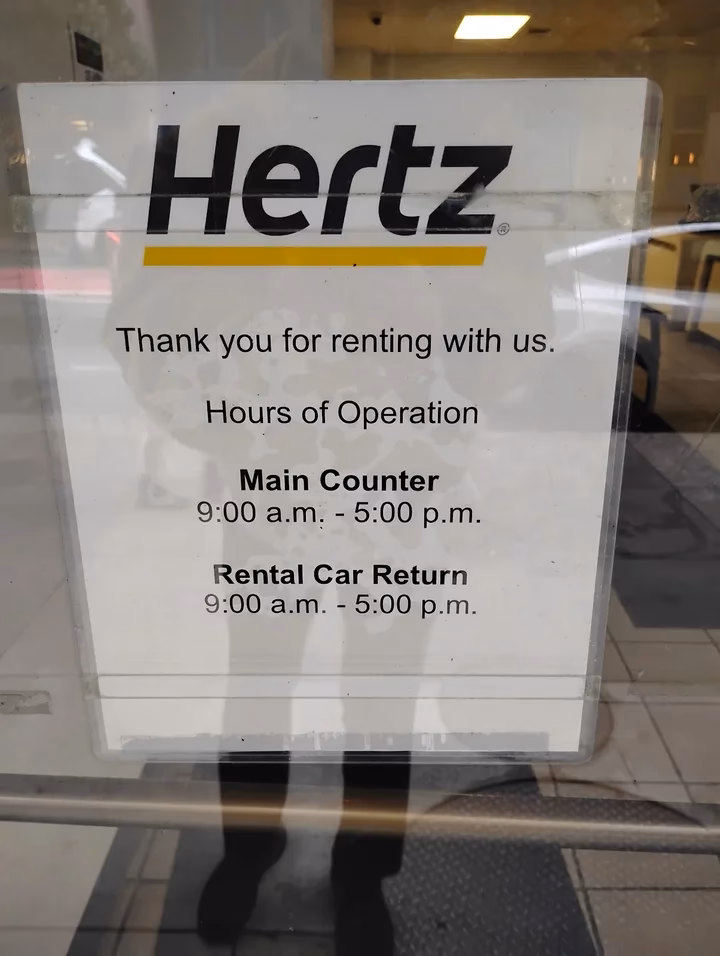 Hertz®
Thank you for renting with us.
Hours of Operation
Main Counter
9:00 a.m. - 5:00 p.m.
Rental Car Return
9:00 a.m. - 5:00 p.m.